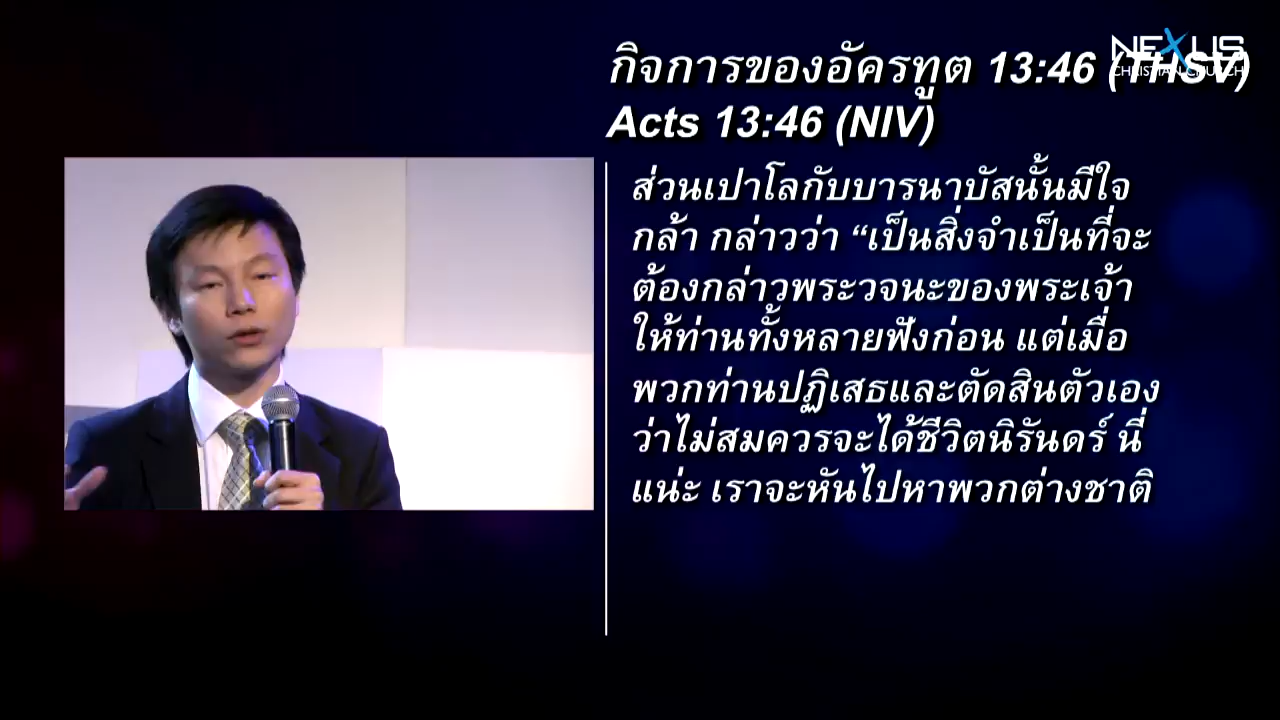 NEXUS
CHRISTIAN CHURCH
กิจการของอัครทูต 13:46 (THSV)
Acts 13:46 (NIV)
ส่วนเปาโลกับบารนาบัสนั้นมีใจ
กล้า กล่าวว่า “เป็นสิ่งจำเป็นที่จะ
ต้องกล่าวพระวจนะของพระเจ้า
ให้ท่านทั้งหลายฟังก่อน แต่เมื่อ
พวกท่านปฏิเสธและตัดสินตัวเอง
ว่าไม่สมควรจะได้ชีวิตนิรันดร์ นี่
แน่ะ เราจะหันไปหาพวกต่างชาติ